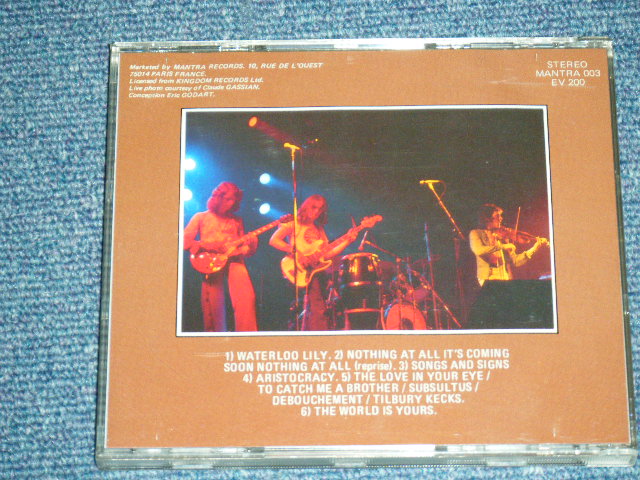 Marketed by MANTRA RECORDS. 10, RUE DE L'OUEST
75014 PARIS FRANCE.
Licensed from KINGDOM RECORDS Ltd.
Live photo courtesy of Claude GASSIAN.
Conception Eric GODART.
STEREO
MANTRA 003
EV 200
1) WATERLOO LILY. 2) NOTHING AT ALL IT'S COMING
SOON NOTHING AT ALL (reprise). 3) SONGS AND SIGNS
4) ARISTOCRACY. 5) THE LOVE IN YOUR EYE /
TO CATCH ME A BROTHER / SUBSULTUS /
DEBOUCHEMENT / TILBURY KECKS.
6) THE WORLD IS YOURS.